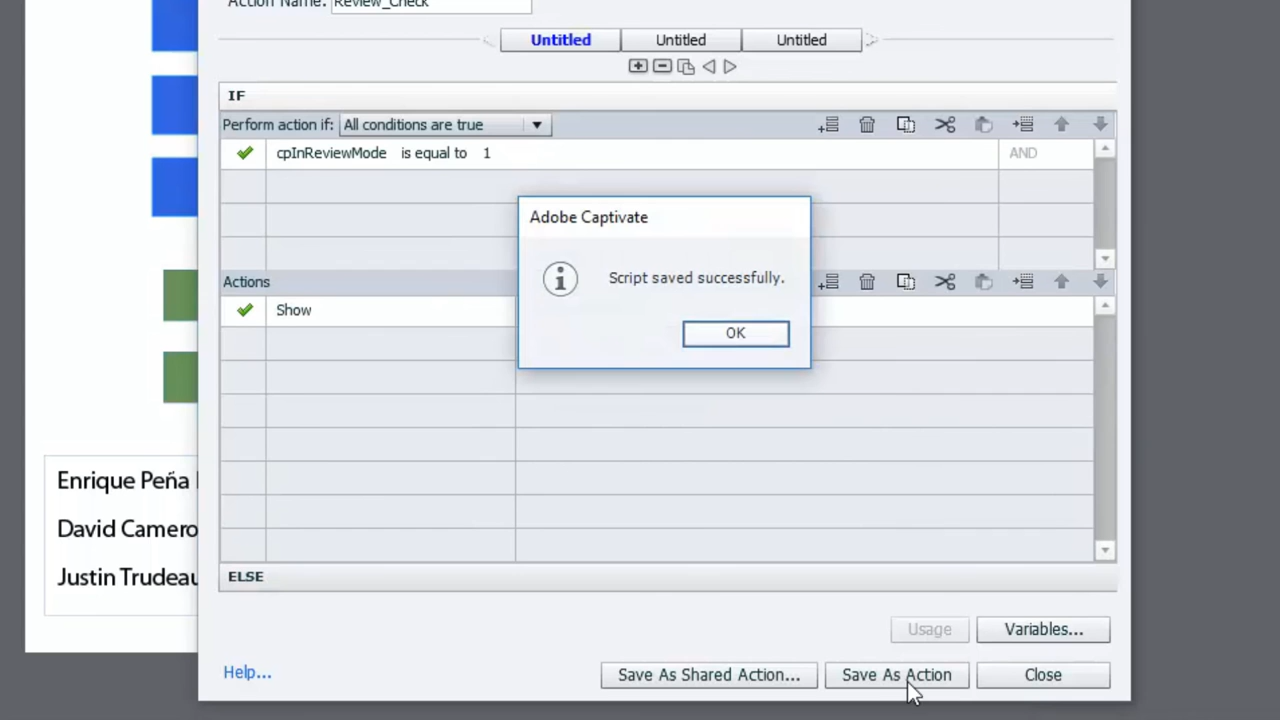 Action Name: Review_Check
Untitled Untitled Untitled
IF
Perform action if: All conditions are true
cpInReviewMode is equal to 1 AND
Adobe Captivate
Script saved successfully.
OK
Actions
Show
Enrique Peña
David Camero
Justin Trudeau
ELSE
Usage Variables...
Help... Save As Shared Action... Save As Action Close